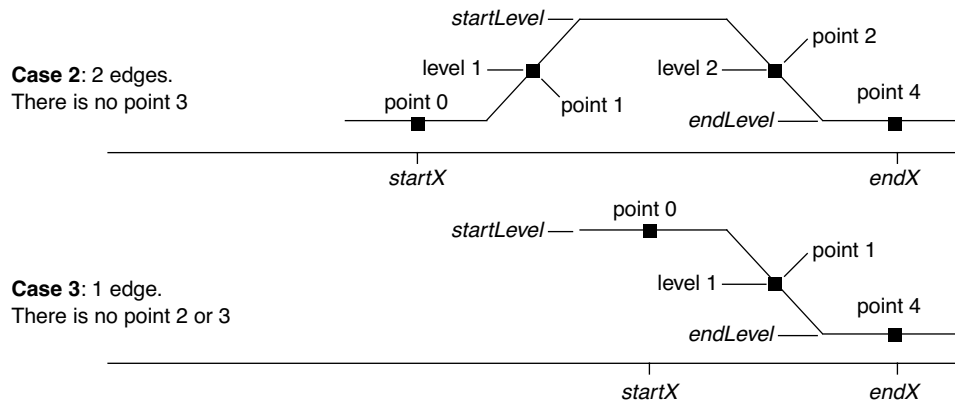 startLevel
point 2
Case 2: 2 edges.
level 1
level 2
There is no point 3
point 0
point 1
point 4
endLevel
startX
endX
point 0
startLevel
point 1
Case 3: 1 edge.
level 1
There is no point 2 or 3
point 4
endLevel
startX
endX